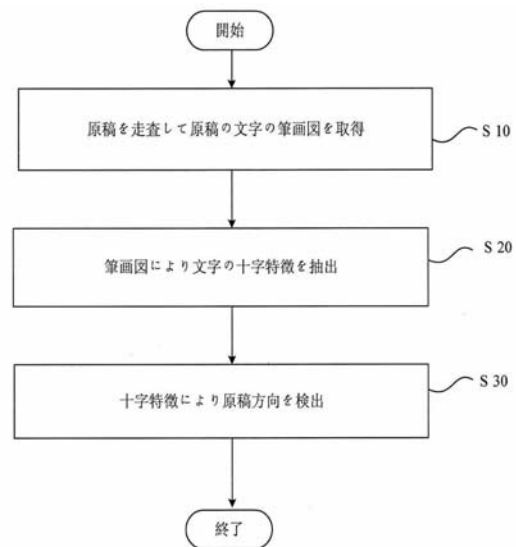 開始
原稿を走査して原稿の文字の筆画図を取得
S 10
筆画図により文字の十字特徴を抽出
S 20
十字特徴により原稿方向を検出
S 30
終了